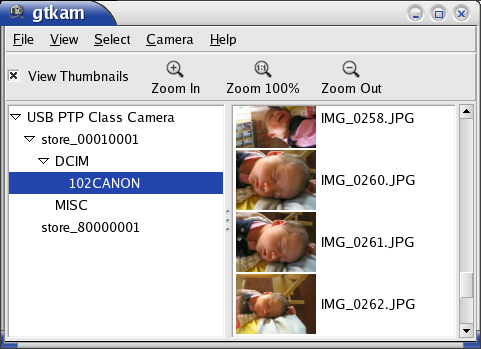 gtkam
File View Select Camera Help
View Thumbnails
Zoom In Zoom 100% Zoom Out
USB PTP Class Camera
store_00010001
DCIM
102CANON
MISC
store_80000001
IMG_0258.JPG
IMG_0260.JPG
IMG_0261.JPG
IMG_0262.JPG